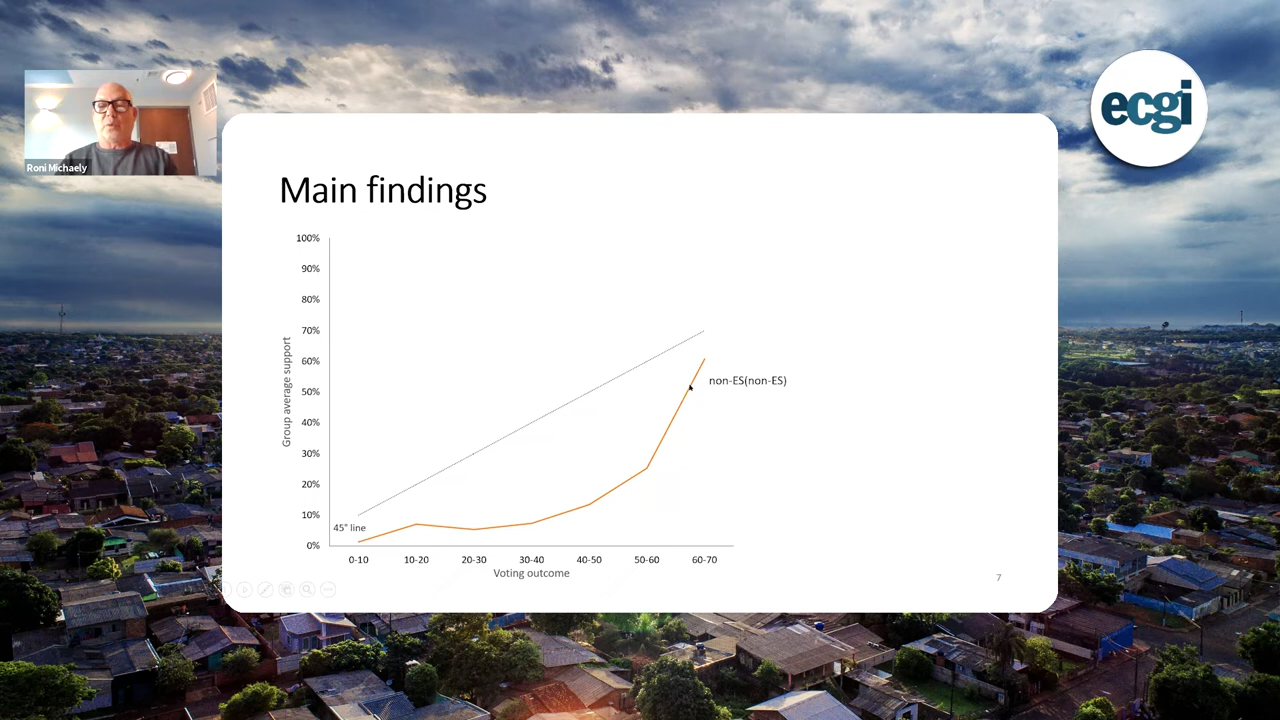 ecgi
Roni Michaely
Main findings
100%
90%
80%
70%
60%
50%
40%
30%
20%
10%
0%
Group average support
non-ES(non-ES)
45° line
0-10 10-20 20-30 30-40 40-50 50-60 60-70
Voting outcome
7